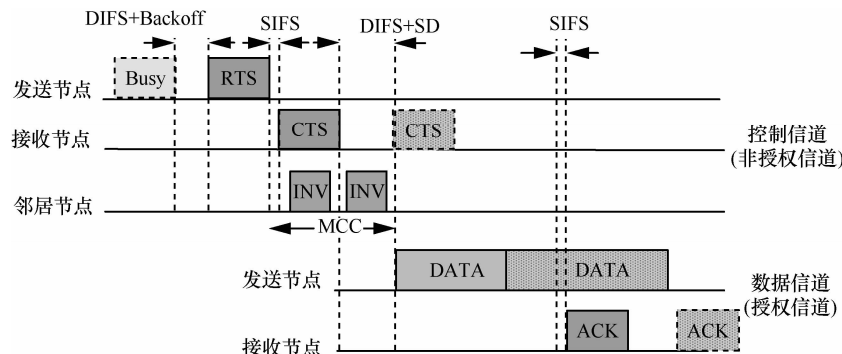 DIFS+Backoff
SIFS
DIFS+SD
SIFS
发送节点
Busy
RTS
接收节点
CTS
CTS
控制信道
(非授权信道)
邻居节点
INV
INV
MCC
发送节点
DATA
DATA
数据信道
(授权信道)
接收节点
ACK
ACK